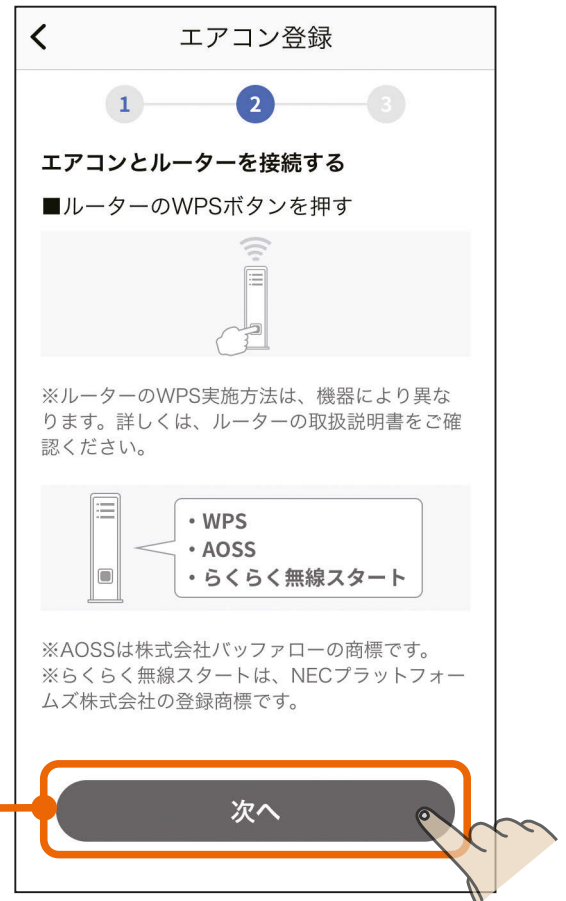 エアコン登録
1 2 3
エアコンとルーターを接続する
■ルーターのWPSボタンを押す
※ルーターのWPS実施方法は、機器により異な
ります。詳しくは、ルーターの取扱説明書をご確
認ください。
・WPS
・AOSS
・らくらく無線スタート
※AOSSは株式会社バッファローの商標です。
※らくらく無線スタートは、NECプラットフォー
ムズ株式会社の登録商標です。
次へ